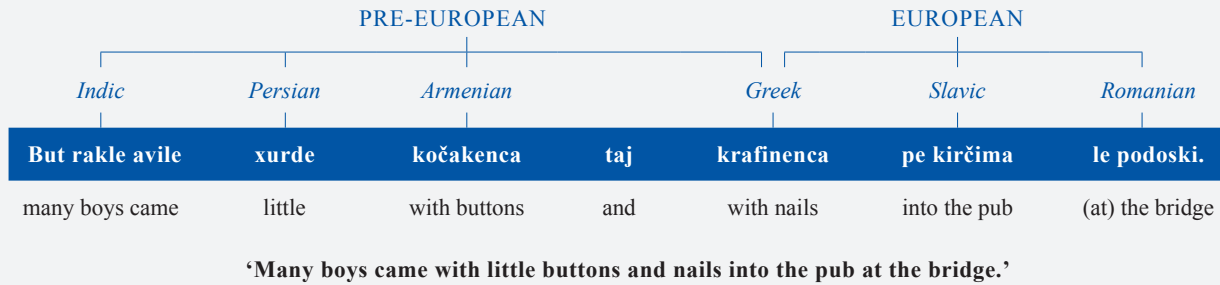 PRE-EUROPEAN EUROPEAN
Indic Persian Armenian Greek Slavic Romanian
But rakle avile xurde kočakenca taj krafinenca pe kirčima le podoski.
many boys came little with buttons and with nails into the pub (at) the bridge
‘Many boys came with little buttons and nails into the pub at the bridge.’